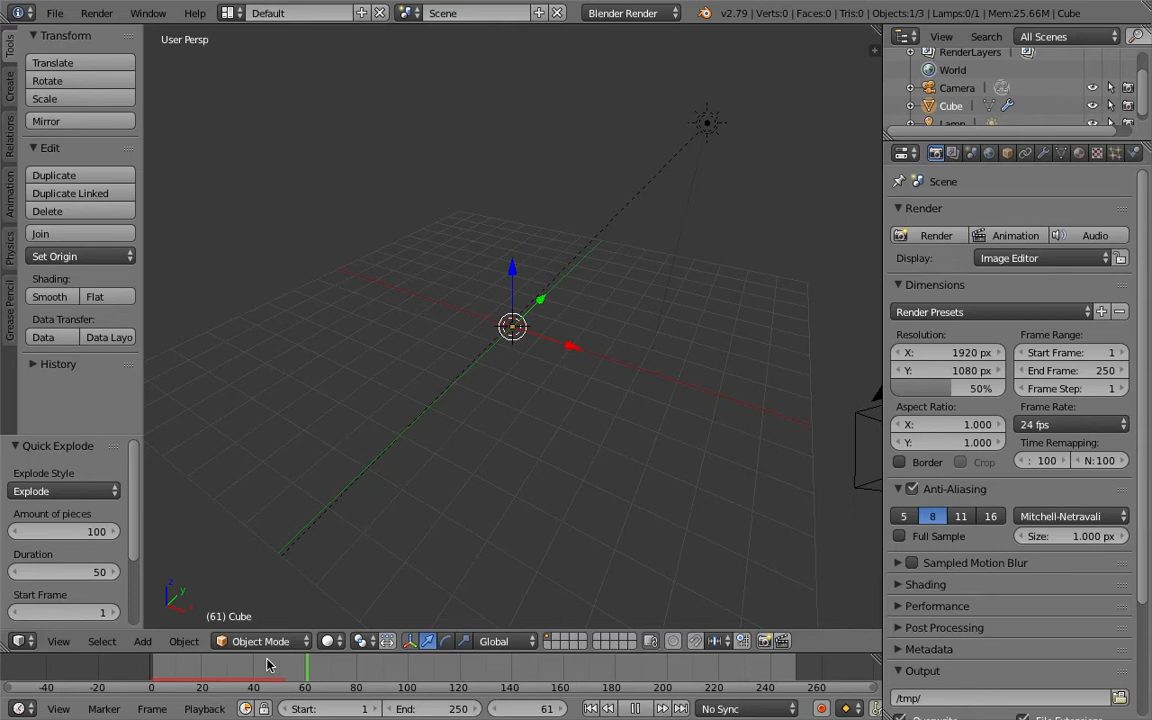 File Render Window Help Default Scene Blender Render v2.79 | Verts:0 | Faces:0 | Tris:0 | Objects:1/3 | Lamps:0/1 | Mem:25.66M | Cube
Tools
Create
Relations
Animation
Physics
Grease Pencil
Transform
Translate
Rotate
Scale
Mirror
Edit
Duplicate
Duplicate Linked
Delete
Join
Set Origin
Shading:
Smooth Flat
Data Transfer:
Data Data Layo
History
Quick Explode
Explode Style
Explode
Amount of pieces
100
Duration
50
Start Frame
1
User Persp
z
y
x
(61) Cube
View Select Add Object Object Mode Global
-40 -20 0 20 40 60 80 100 120 140 160 180 200 220 240 260
View Marker Frame Playback Start: 1 End: 250 61 No Sync
View Search All Scenes
RenderLayers
World
Camera
Cube
Lamp
Scene
Render
Render Animation Audio
Display: Image Editor
Dimensions
Render Presets
Resolution: Frame Range:
X: 1920 px Start Frame: 1
Y: 1080 px End Frame: 250
50% Frame Step: 1
Aspect Ratio: Frame Rate:
X: 1.000 24 fps
Y: 1.000 Time Remapping:
Border Crop : 100 N:100
Anti-Aliasing
5 8 11 16 Mitchell-Netravali
Full Sample Size: 1.000 px
Sampled Motion Blur
Shading
Performance
Post Processing
Metadata
Output
/tmp/